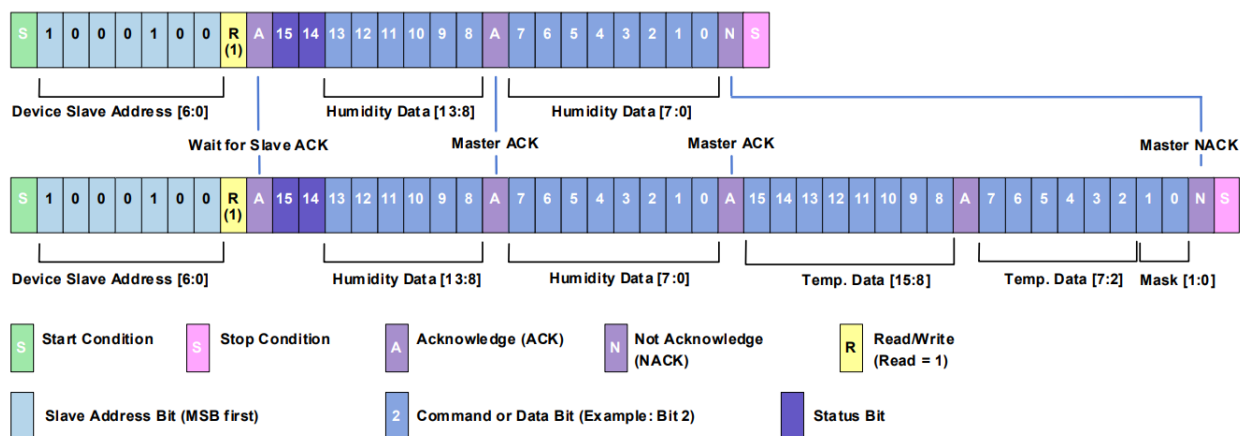 S 1 0 0 0 1 0 0 R (1) A 15 14 13 12 11 10 9 8 A 7 6 5 4 3 2 1 0 N S
Device Slave Address [6:0] Humidity Data [13:8] Humidity Data [7:0]
Wait for Slave ACK Master ACK Master ACK Master NACK
S 1 0 0 0 1 0 0 R (1) A 15 14 13 12 11 10 9 8 A 7 6 5 4 3 2 1 0 A 15 14 13 12 11 10 9 8 A 7 6 5 4 3 2 1 0 N S
Device Slave Address [6:0] Humidity Data [13:8] Humidity Data [7:0] Temp. Data [15:8] Temp. Data [7:2] Mask [1:0]
S Start Condition S Stop Condition A Acknowledge (ACK) N Not Acknowledge R Read/Write
(NACK) (Read = 1)
Slave Address Bit (MSB first) 2 Command or Data Bit (Example: Bit 2) Status Bit